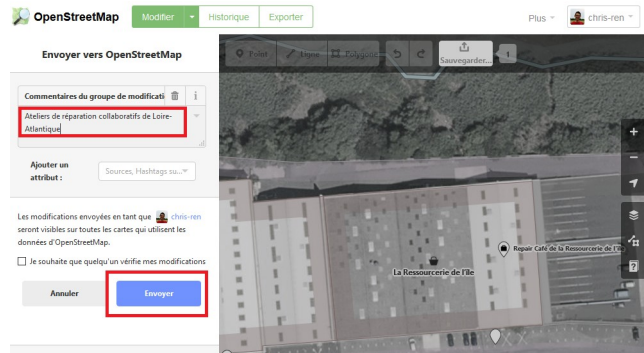 OpenStreetMap
Modifier
Historique
Exporter
Plus
chris-ren
Envoyer vers OpenStreetMap
Commentaires du groupe de modificati
i
Ateliers de réparation collaboratifs de Loire-
Atlantique
Ajouter un
attribut :
Sources, Hashtags su...
Les modifications envoyées en tant que chris-ren
seront visibles sur toutes les cartes qui utilisent les
données d'OpenStreetMap.
Je souhaite que quelqu'un vérifie mes modifications
Annuler
Envoyer
Point
Ligne
Polygone
Sauvegarder...
1
+
−
?
Repair Café de la Ressourcerie de l'île
La Ressourcerie de l'île